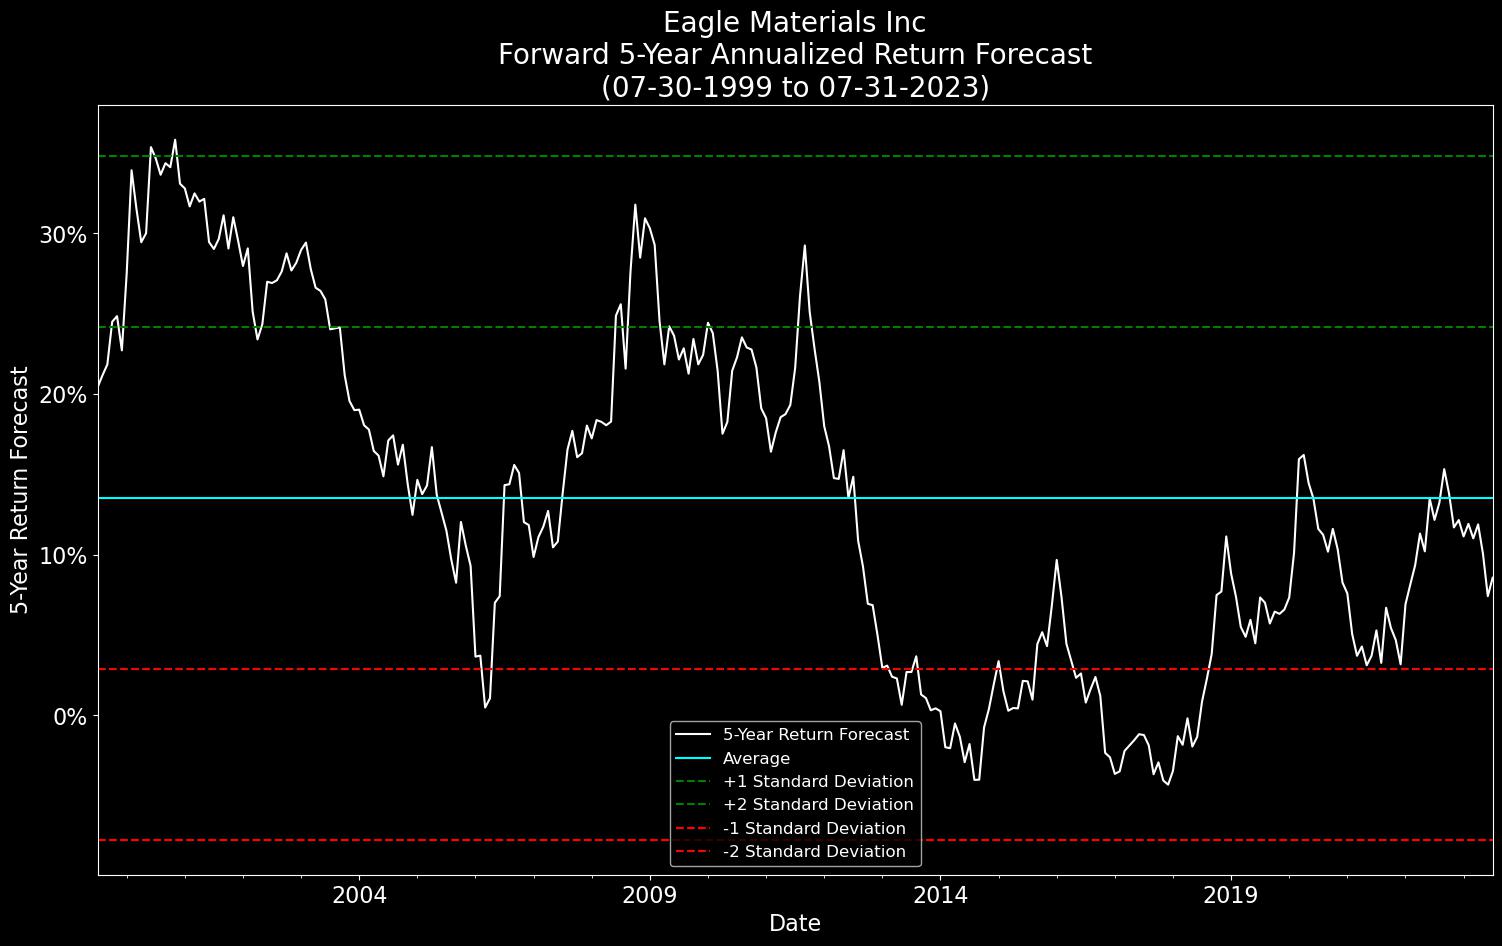 Eagle Materials Inc
Forward 5-Year Annualized Return Forecast
(07-30-1999 to 07-31-2023)
5-Year Return Forecast
30%
20%
10%
0%
5-Year Return Forecast
Average
+1 Standard Deviation
+2 Standard Deviation
-1 Standard Deviation
-2 Standard Deviation
2004
2009
2014
2019
Date